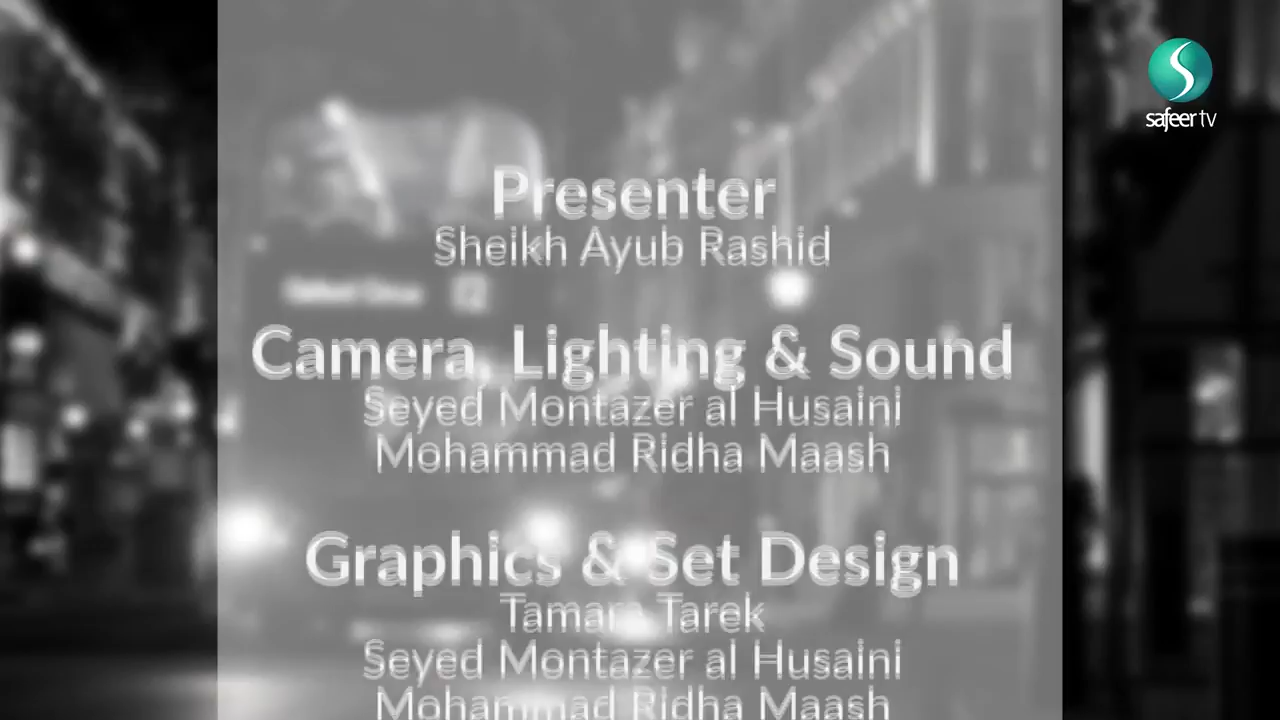 safeer tv
Presenter
Sheikh Ayub Rashid
Camera, Lighting & Sound
Seyed Montazer al Husaini
Mohammad Ridha Maash
Graphics & Set Design
Tamara Tarek
Seyed Montazer al Husaini
Mohammad Ridha Maash